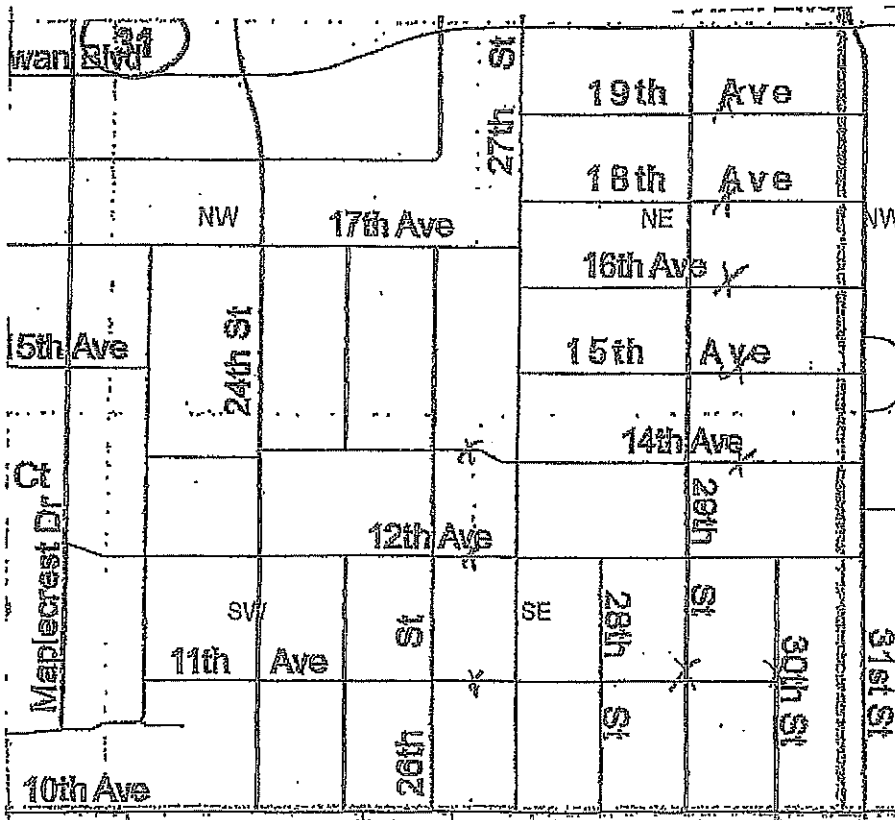 31
wan Blvd
27th St
19th Ave
18th Ave
NW
17th Ave
NE
NW
16th Ave
5th Ave
24th St
15th Ave
14th Ave
Ct
Maplecrest Dr
12th Ave
29th St
SW
26th St
SE
28th St
11th Ave
30th St
31st St
10th Ave